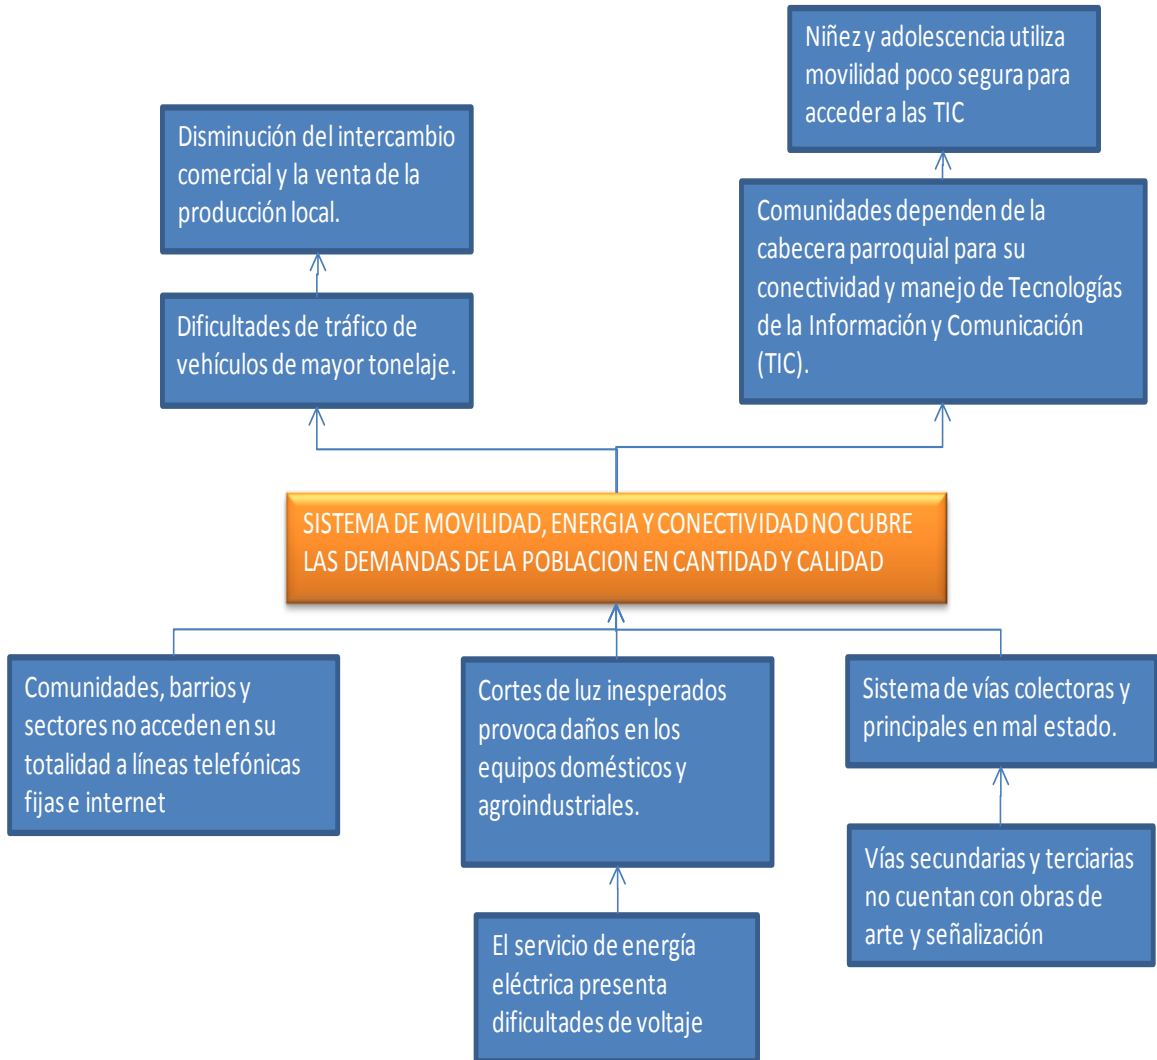 Niñez y adolescencia utiliza
movilidad poco segura para
acceder a las TIC
Disminución del intercambio
comercial y la venta de la
producción local.
Comunidades dependen de la
cabecera parroquial para su
conectividad y manejo de Tecnologías
de la Información y Comunicación
(TIC).
Dificultades de tráfico de
vehículos de mayor tonelaje.
SISTEMA DE MOVILIDAD, ENERGIA Y CONECTIVIDAD NO CUBRE
LAS DEMANDAS DE LA POBLACION EN CANTIDAD Y CALIDAD
Comunidades, barrios y
sectores no acceden en su
totalidad a líneas telefónicas
fijas e internet
Cortes de luz inesperados
provoca daños en los
equipos domésticos y
agroindustriales.
Sistema de vías colectoras y
principales en mal estado.
Vías secundarias y terciarias
no cuentan con obras de
arte y señalización
El servicio de energía
eléctrica presenta
dificultades de voltaje